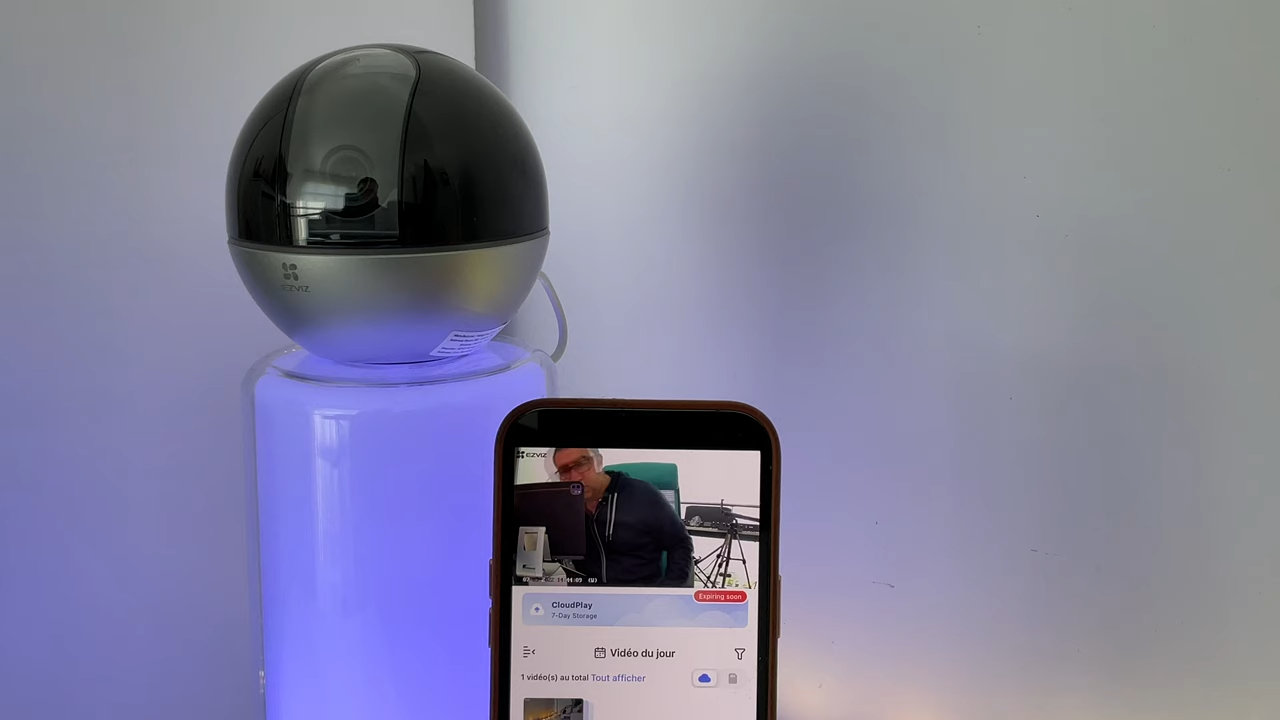 EZVIZ
EZVIZ
Expiring soon
CloudPlay
7-Day Storage
Vidéo du jour
1 vidéo(s) au total Tout afficher